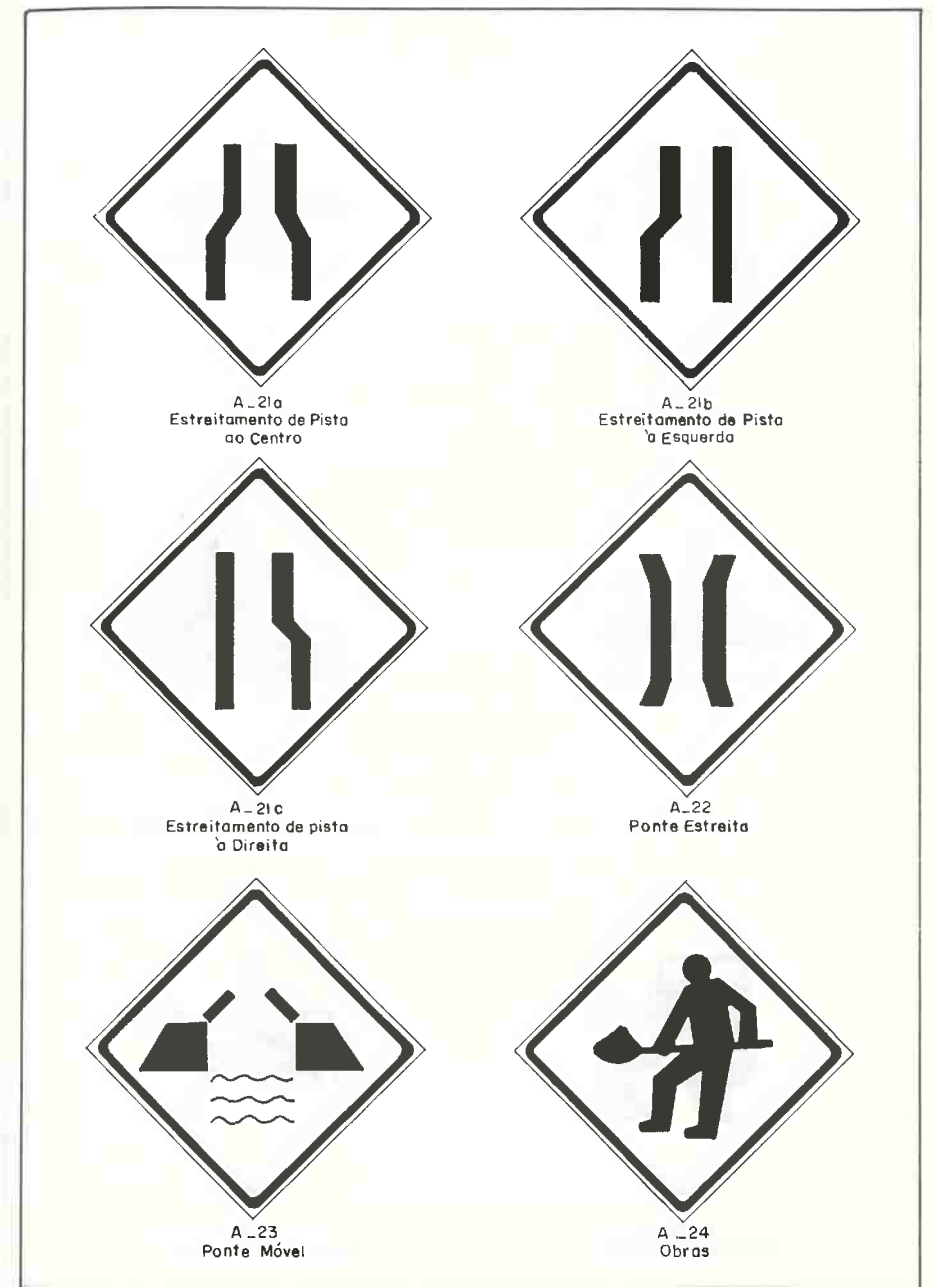 A_21a
Estreitamento de Pista
ao Centro
A_21b
Estreitamento de Pista
à Esquerda
A_21c
Estreitamento de pista
à Direita
A_22
Ponte Estreita
A_23
Ponte Móvel
A_24
Obras